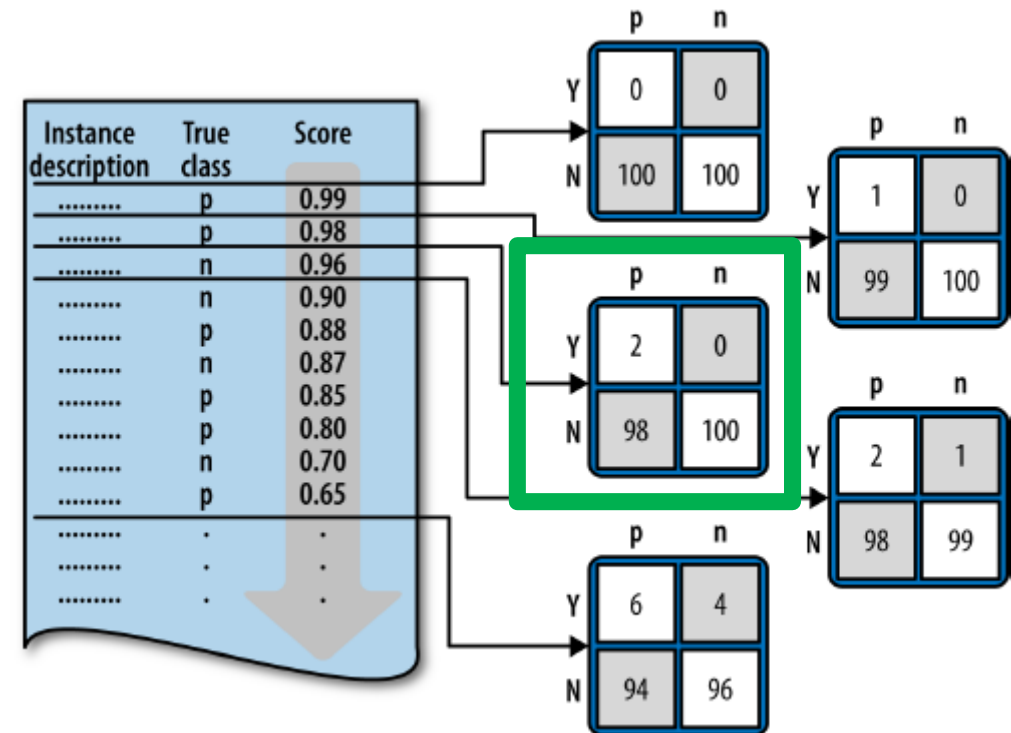 Instance description True class Score
......... p 0.99
......... p 0.98
......... n 0.96
......... n 0.90
......... p 0.88
......... n 0.87
......... p 0.85
......... p 0.80
......... n 0.70
......... p 0.65
......... . .
......... . .
......... . .
p n
Y 0 0
N 100 100
p n
Y 1 0
N 99 100
p n
Y 2 0
N 98 100
p n
Y 2 1
N 98 99
p n
Y 6 4
N 94 96